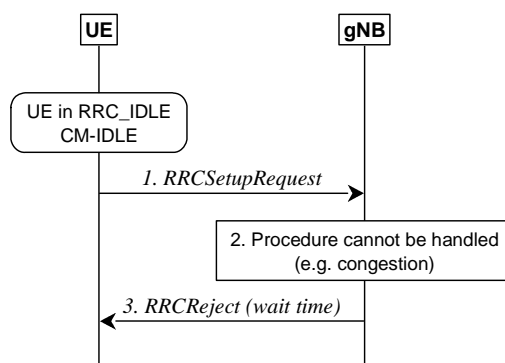 UE
gNB
UE in RRC_IDLE
CM-IDLE
1. RRCSetupRequest
2. Procedure cannot be handled
(e.g. congestion)
3. RRCReject (wait time)